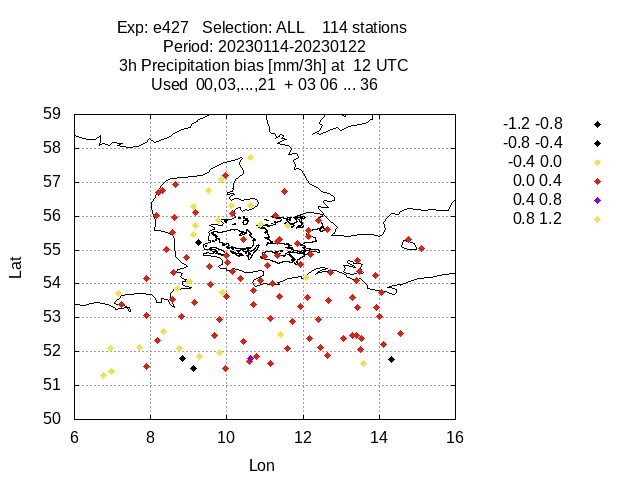 Exp: e427   Selection: ALL    114 stations
Period: 20230114-20230122
3h Precipitation bias [mm/3h] at  12 UTC
Used  00,03,...,21  + 03 06 ... 36
-1.2 -0.8
-0.8 -0.4
-0.4 0.0
0.0 0.4
0.4 0.8
0.8 1.2
59
58
57
56
55
54
53
52
51
50
Lat
6 8 10 12 14 16
Lon